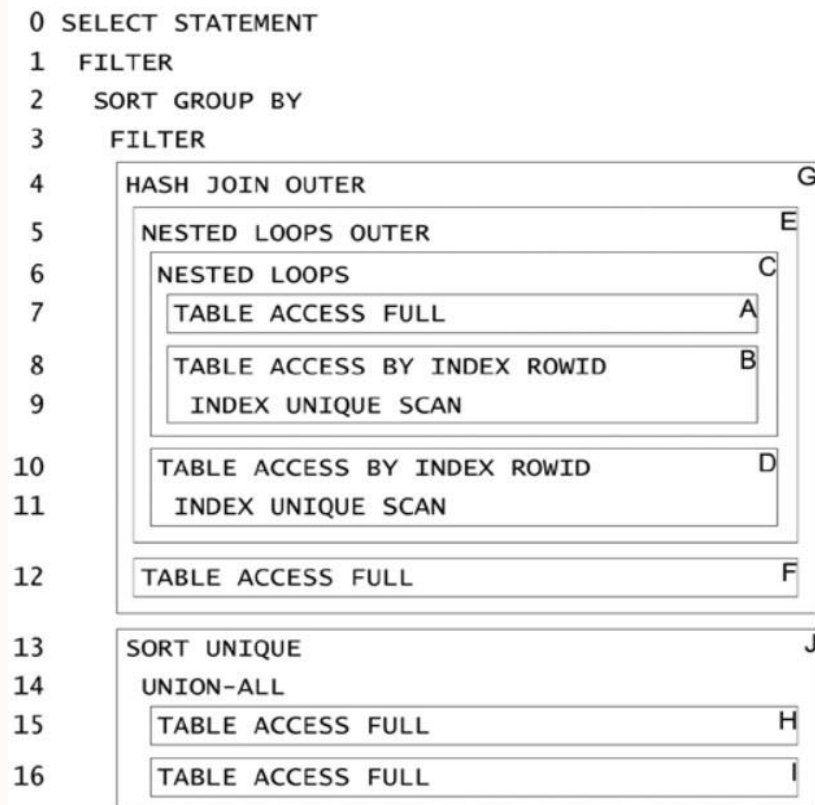 0 SELECT STATEMENT
1 FILTER
2 SORT GROUP BY
3 FILTER
4 HASH JOIN OUTER G
5 NESTED LOOPS OUTER E
6 NESTED LOOPS C
7 TABLE ACCESS FULL A
8 TABLE ACCESS BY INDEX ROWID B
9 INDEX UNIQUE SCAN
10 TABLE ACCESS BY INDEX ROWID D
11 INDEX UNIQUE SCAN
12 TABLE ACCESS FULL F
13 SORT UNIQUE J
14 UNION-ALL
15 TABLE ACCESS FULL H
16 TABLE ACCESS FULL I